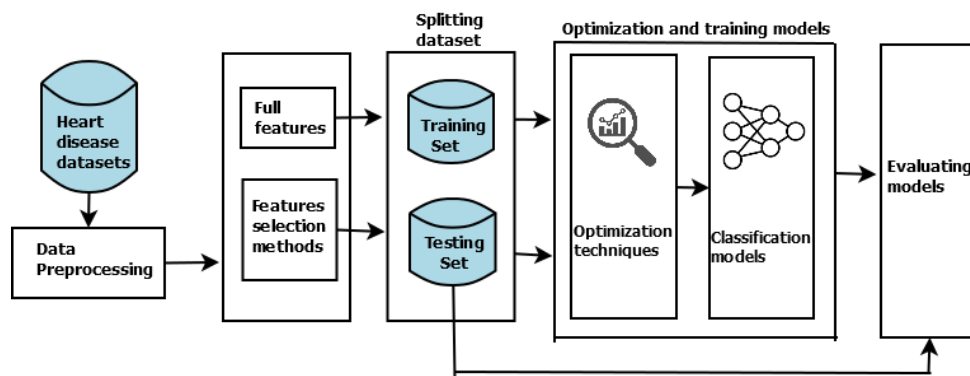 Splitting
dataset
Optimization and training models
Heart
disease
datasets
Full
features
Training
Set
Evaluating
models
Features
selection
methods
Data
Preprocessing
Testing
Set
Optimization
techniques
Classification
models